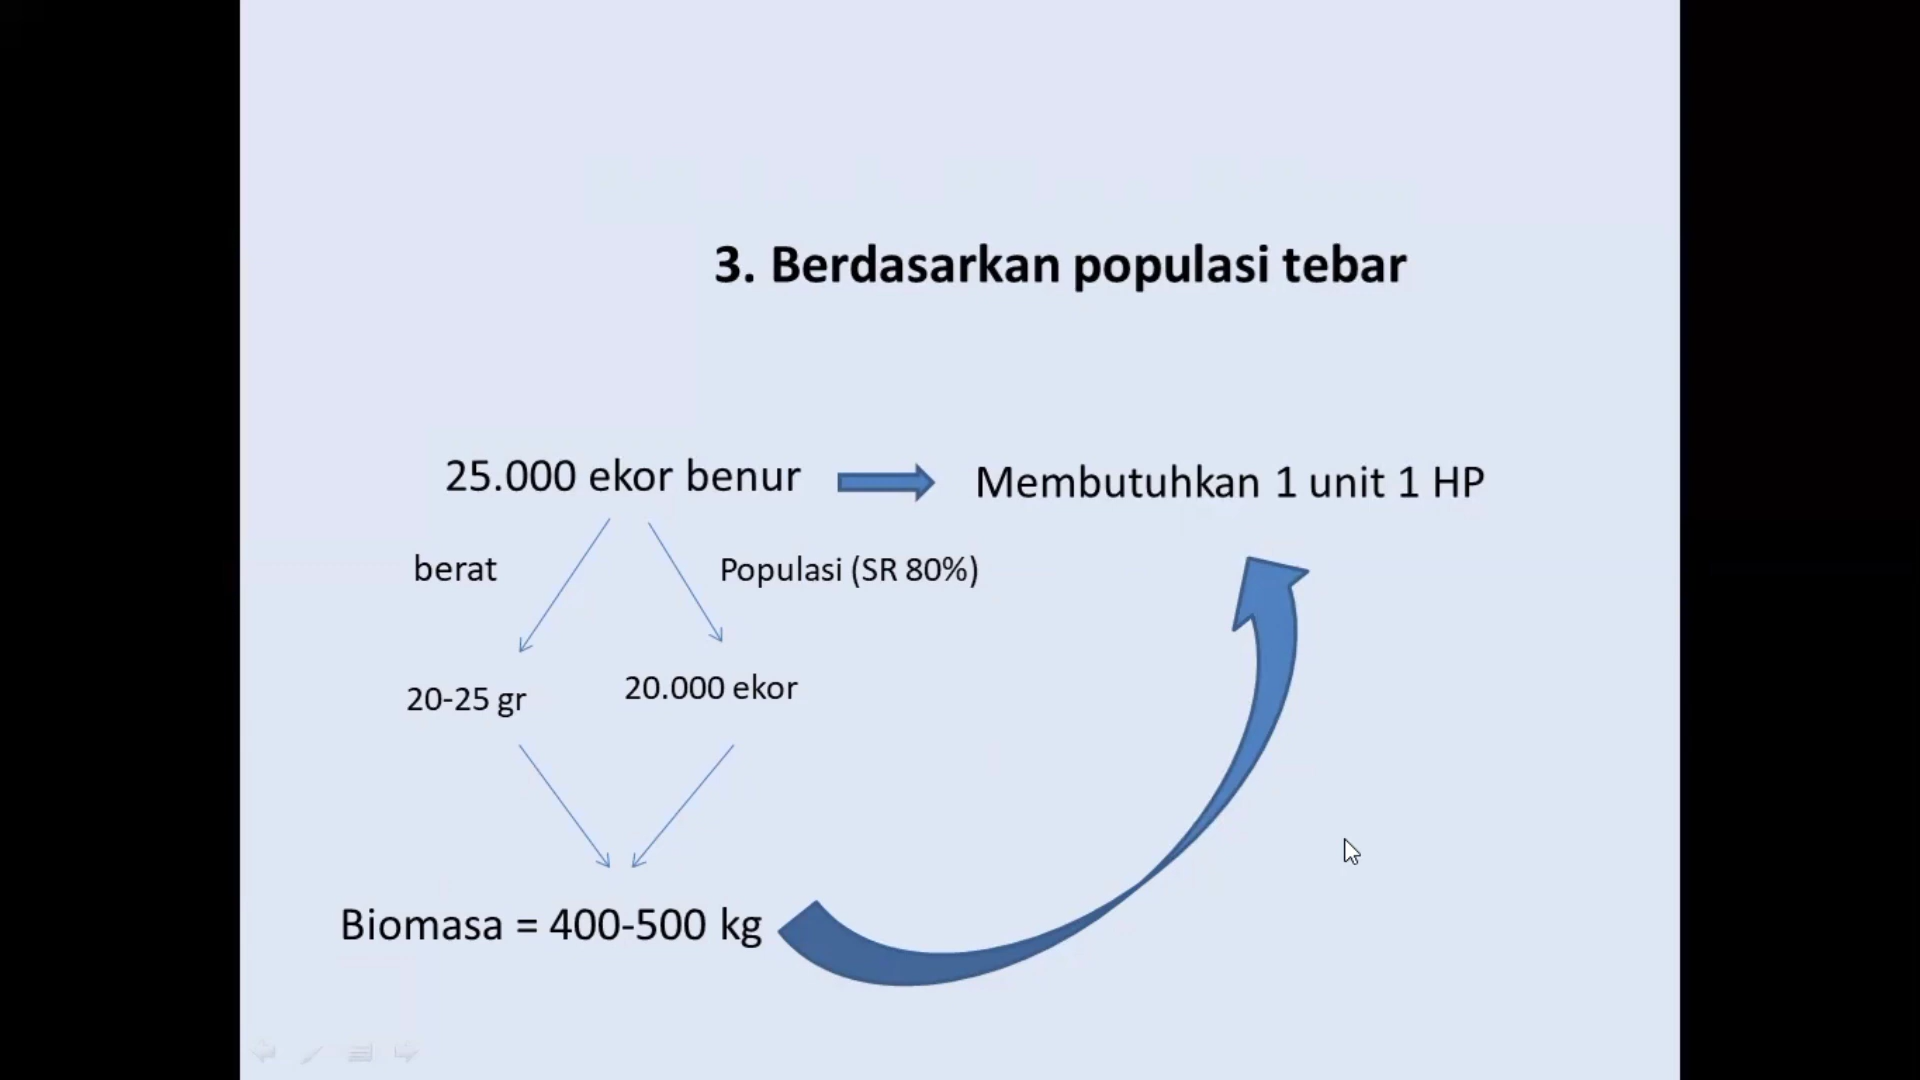 3. Berdasarkan populasi tebar
25.000 ekor benur
Membutuhkan 1 unit 1 HP
berat
Populasi (SR 80%)
20-25 gr
20.000 ekor
Biomasa = 400-500 kg